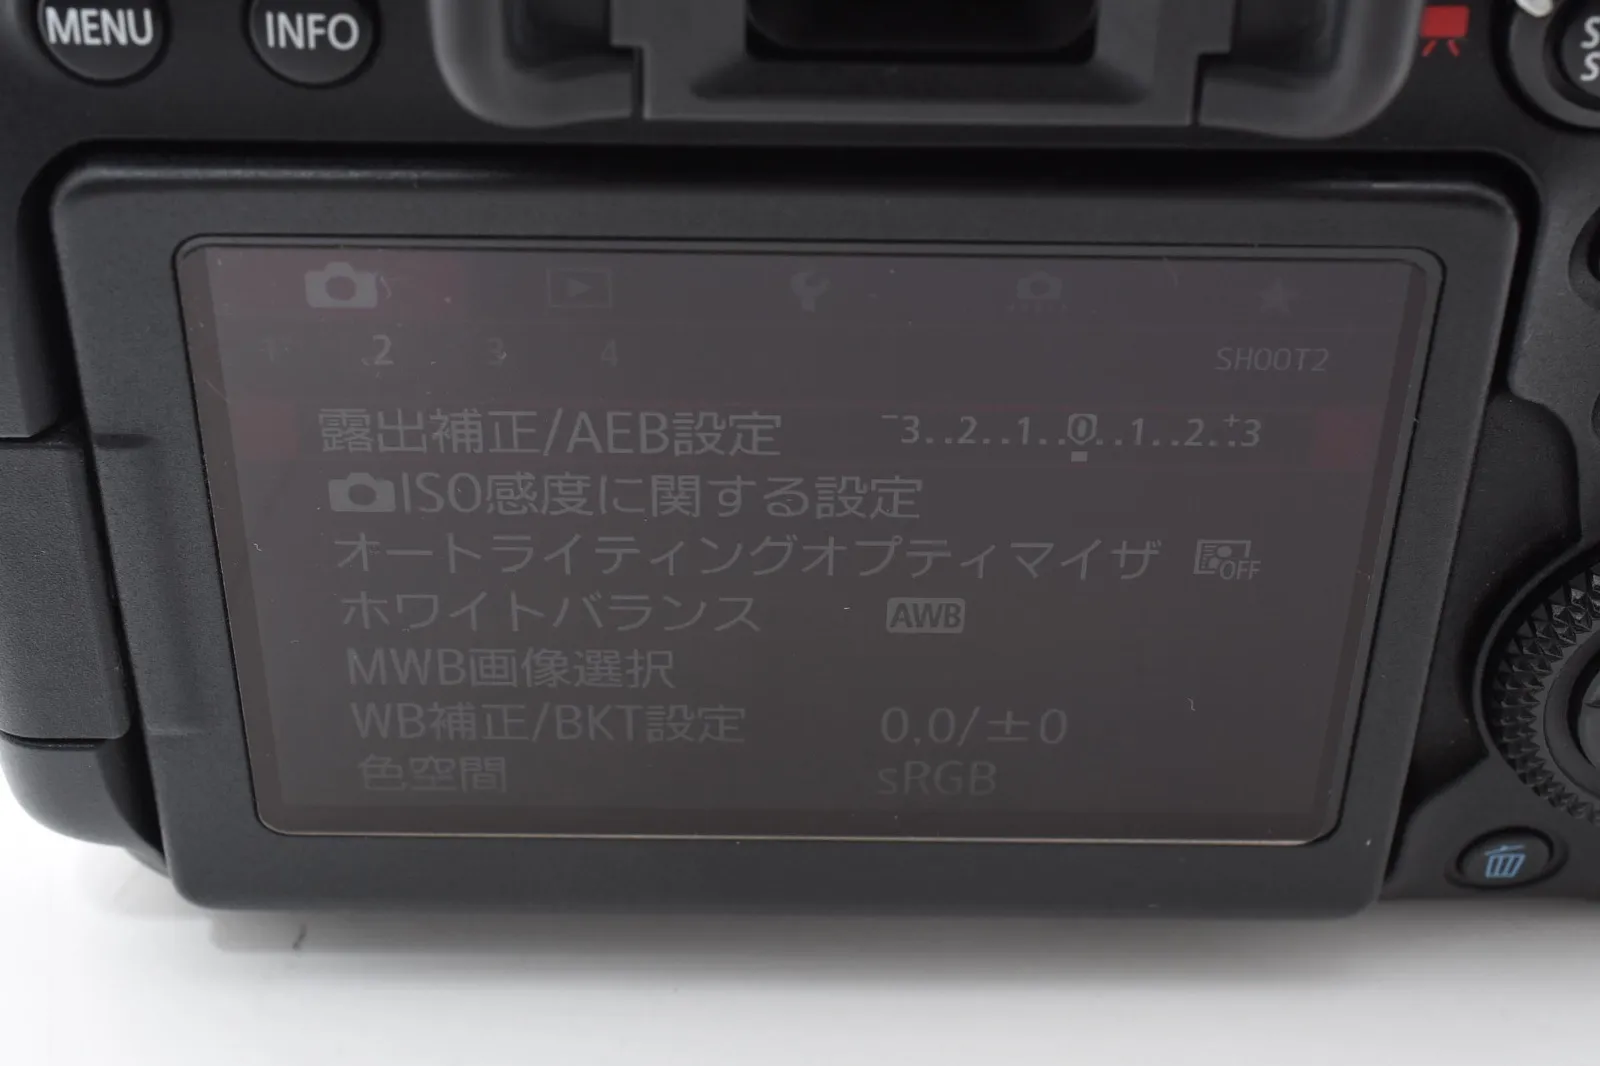 MENU INFO
1 2 3 4 SHOOT2
露出補正/AEB設定 -3..2..1..0..1..2..+3
ISO感度に関する設定
オートライティングオプティマイザ OFF
ホワイトバランス AWB
MWB画像選択
WB補正/BKT設定 0.0/±0
色空間 sRGB